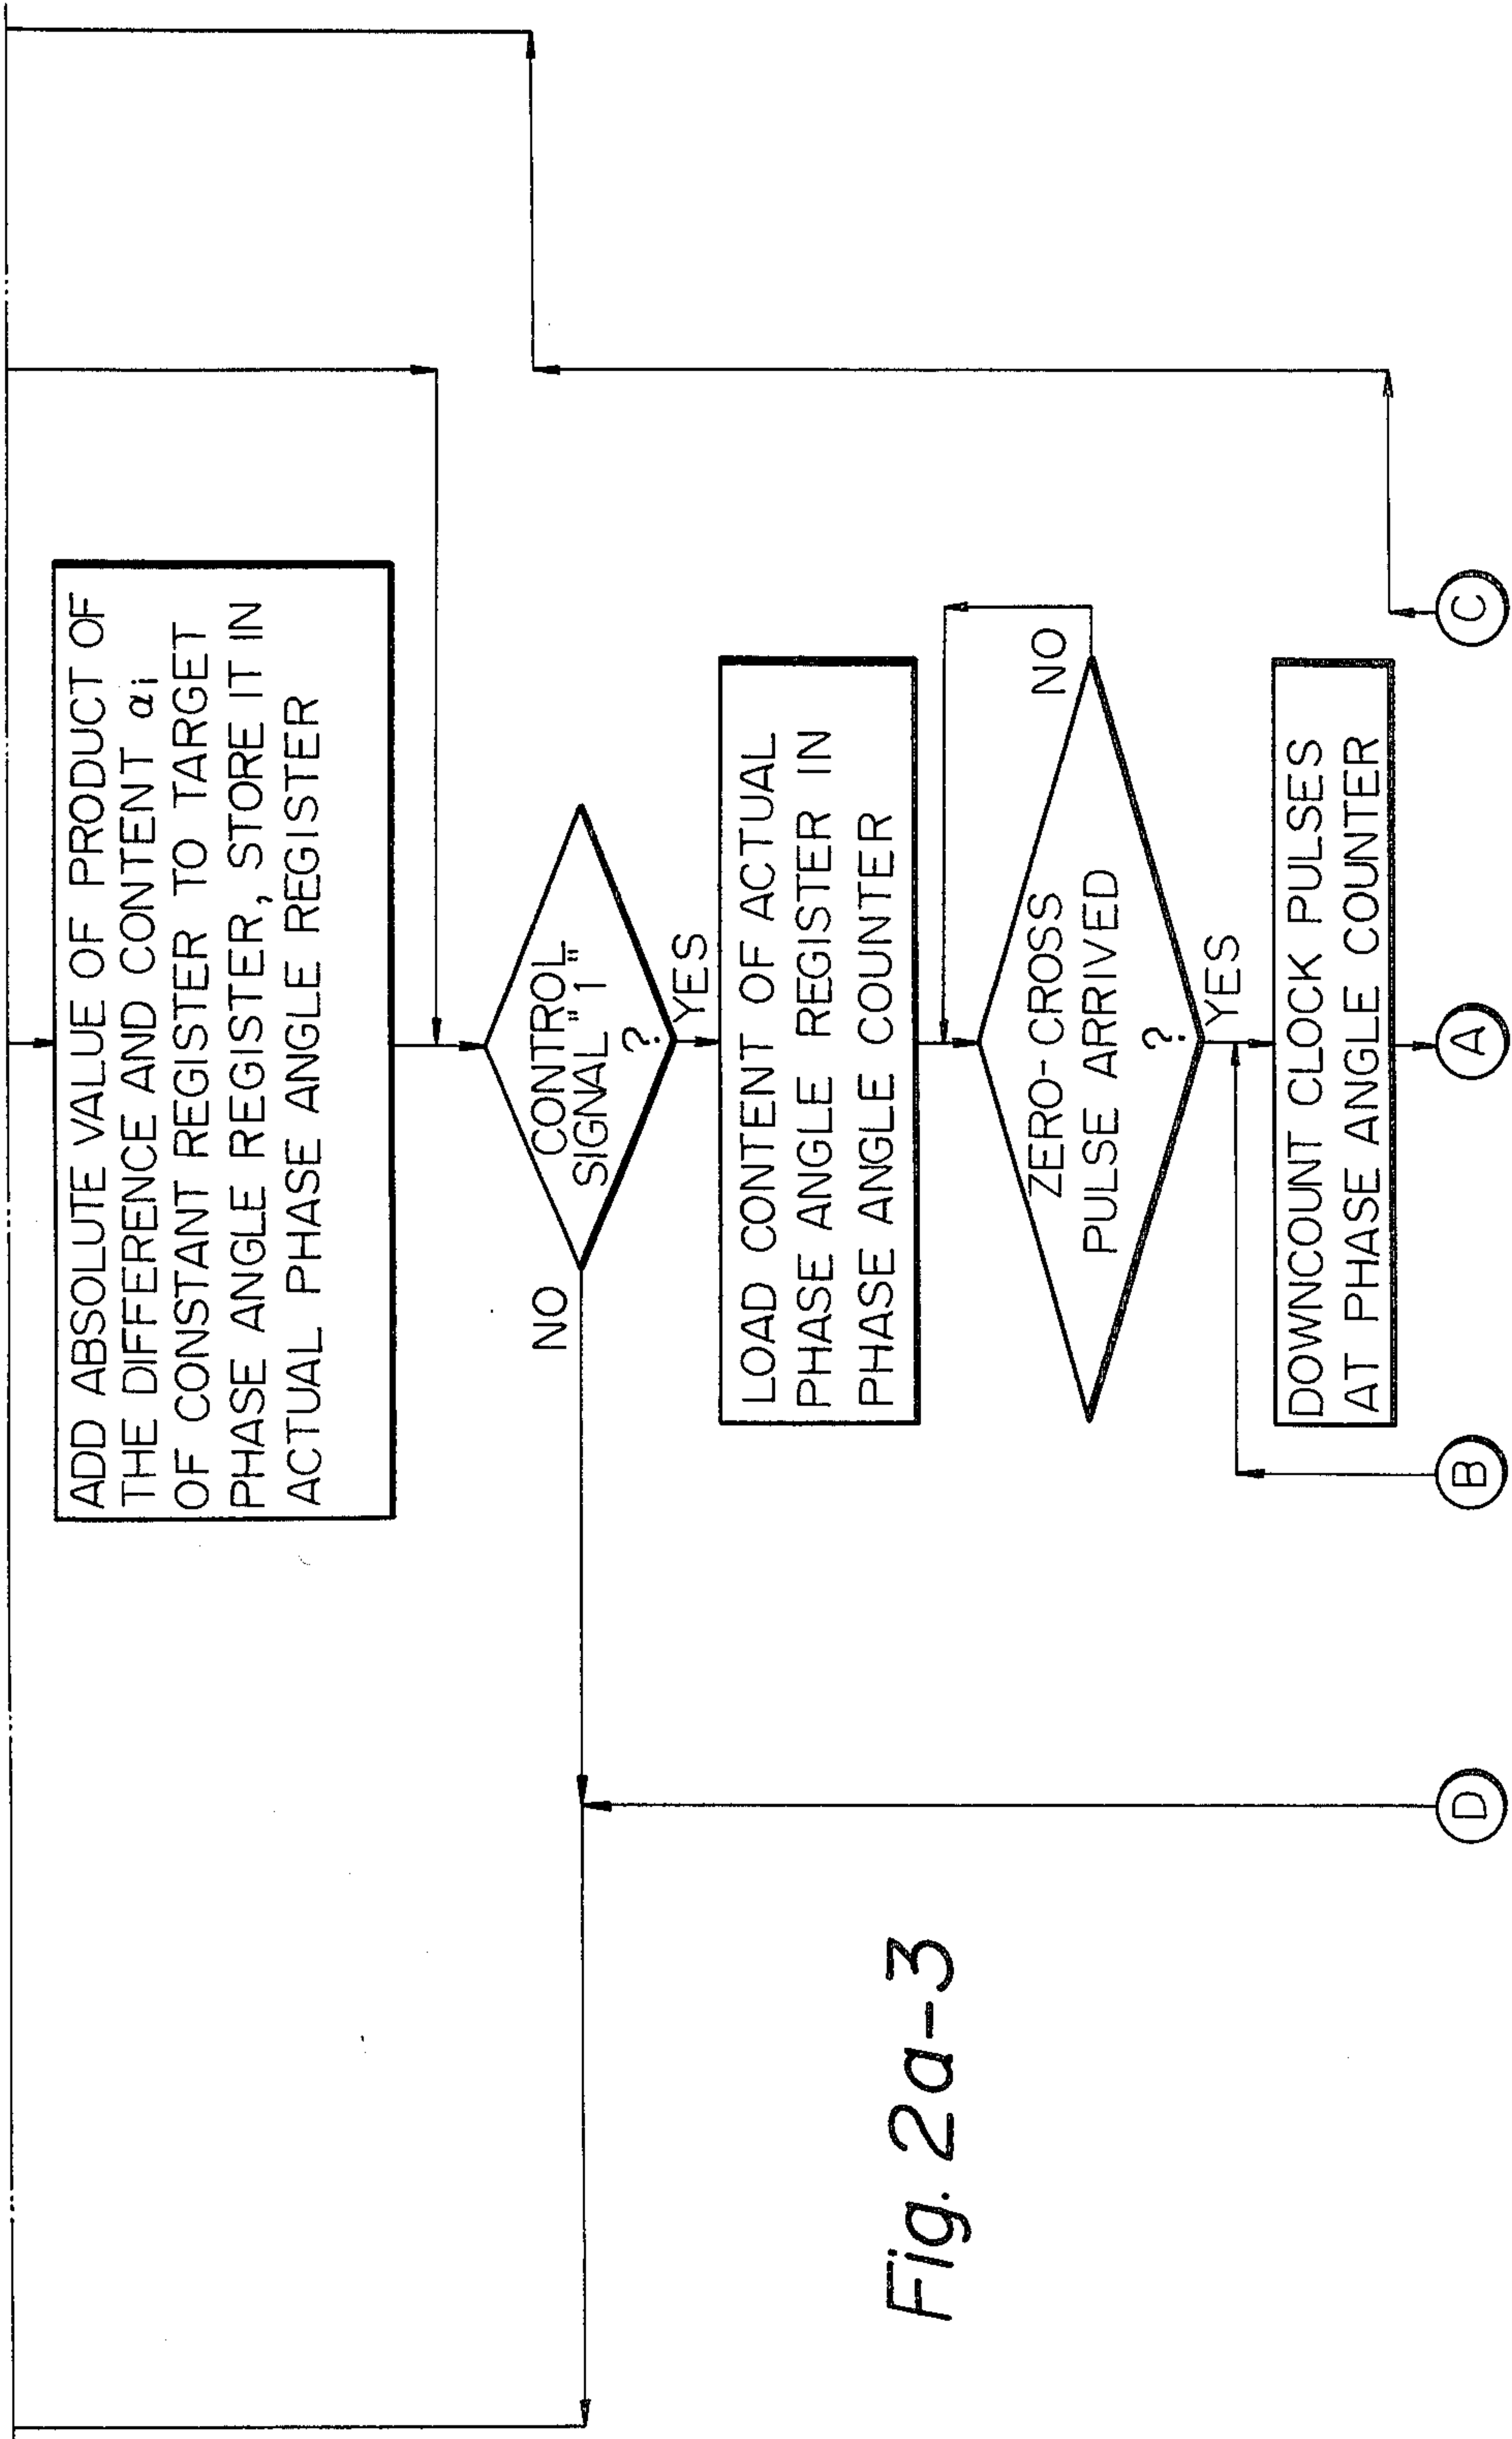 ADD ABSOLUTE VALUE OF PRODUCT OF
THE DIFFERENCE AND CONTENT αi
OF CONSTANT REGISTER TO TARGET
PHASE ANGLE REGISTER, STORE IT IN
ACTUAL PHASE ANGLE REGISTER
CONTROL
SIGNAL "1"
?
NO
YES
LOAD CONTENT OF ACTUAL
PHASE ANGLE REGISTER IN
PHASE ANGLE COUNTER
ZERO-CROSS
PULSE ARRIVED
?
NO
YES
DOWNCOUNT CLOCK PULSES
AT PHASE ANGLE COUNTER
D
B
A
C
Fig. 2a-3